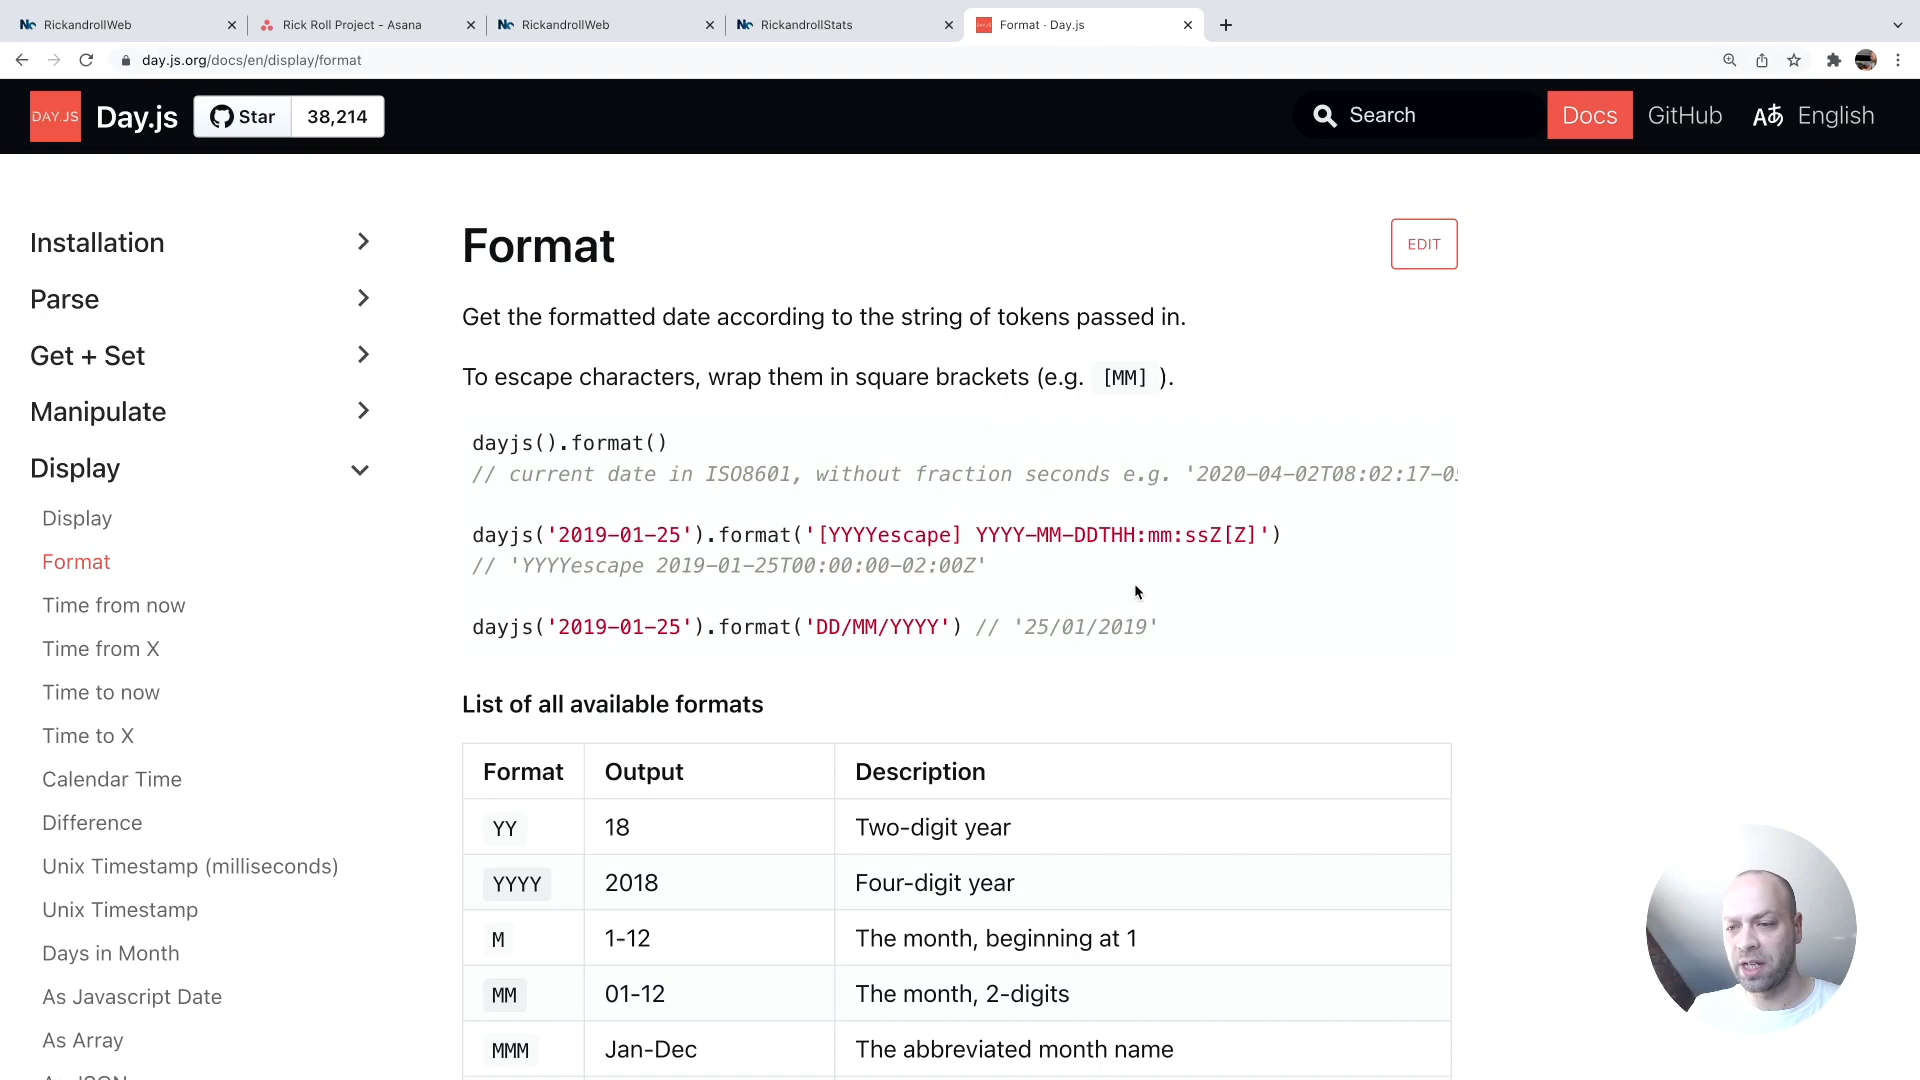 RickandrollWeb
Rick Roll Project - Asana
RickandrollWeb
RickandrollStats
Format · Day.js
day.js.org/docs/en/display/format
DAY.JS
Day.js
Star
38,214
Search
Docs
GitHub
English
Installation
Parse
Get + Set
Manipulate
Display
Display
Format
Time from now
Time from X
Time to now
Time to X
Calendar Time
Difference
Unix Timestamp (milliseconds)
Unix Timestamp
Days in Month
As Javascript Date
As Array
As JSON
Format
EDIT
Get the formatted date according to the string of tokens passed in.
To escape characters, wrap them in square brackets (e.g. [MM] ).
dayjs().format()
// current date in ISO8601, without fraction seconds e.g. '2020-04-02T08:02:17-05
dayjs('2019-01-25').format('[YYYYescape] YYYY-MM-DDTHH:mm:ssZ[Z]')
// 'YYYYescape 2019-01-25T00:00:00-02:00Z'
dayjs('2019-01-25').format('DD/MM/YYYY') // '25/01/2019'
List of all available formats
Format Output Description
YY 18 Two-digit year
YYYY 2018 Four-digit year
M 1-12 The month, beginning at 1
MM 01-12 The month, 2-digits
MMM Jan-Dec The abbreviated month name